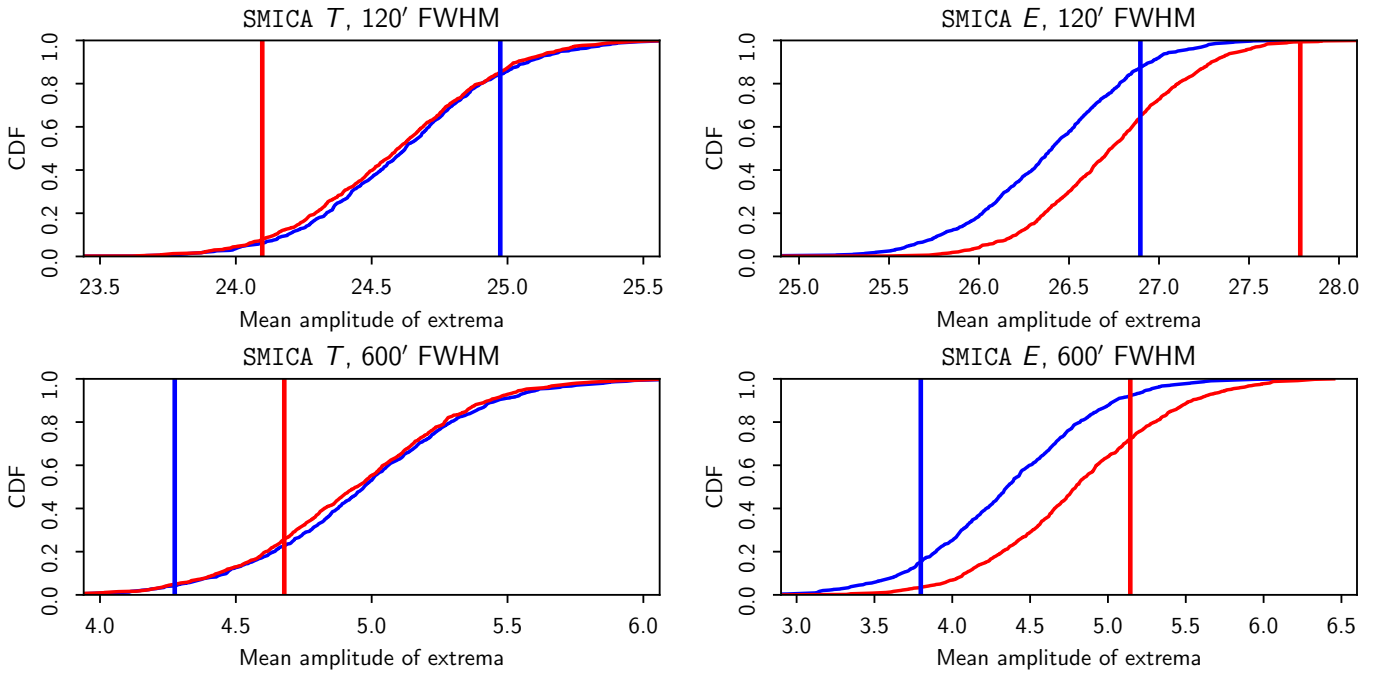 SMICA T, 120′ FWHM
CDF
0.0 0.2 0.4 0.6 0.8 1.0
23.5 24.0 24.5 25.0 25.5
Mean amplitude of extrema
SMICA E, 120′ FWHM
CDF
0.0 0.2 0.4 0.6 0.8 1.0
25.0 25.5 26.0 26.5 27.0 27.5 28.0
Mean amplitude of extrema
SMICA T, 600′ FWHM
CDF
0.0 0.2 0.4 0.6 0.8 1.0
4.0 4.5 5.0 5.5 6.0
Mean amplitude of extrema
SMICA E, 600′ FWHM
CDF
0.0 0.2 0.4 0.6 0.8 1.0
3.0 3.5 4.0 4.5 5.0 5.5 6.0 6.5
Mean amplitude of extrema